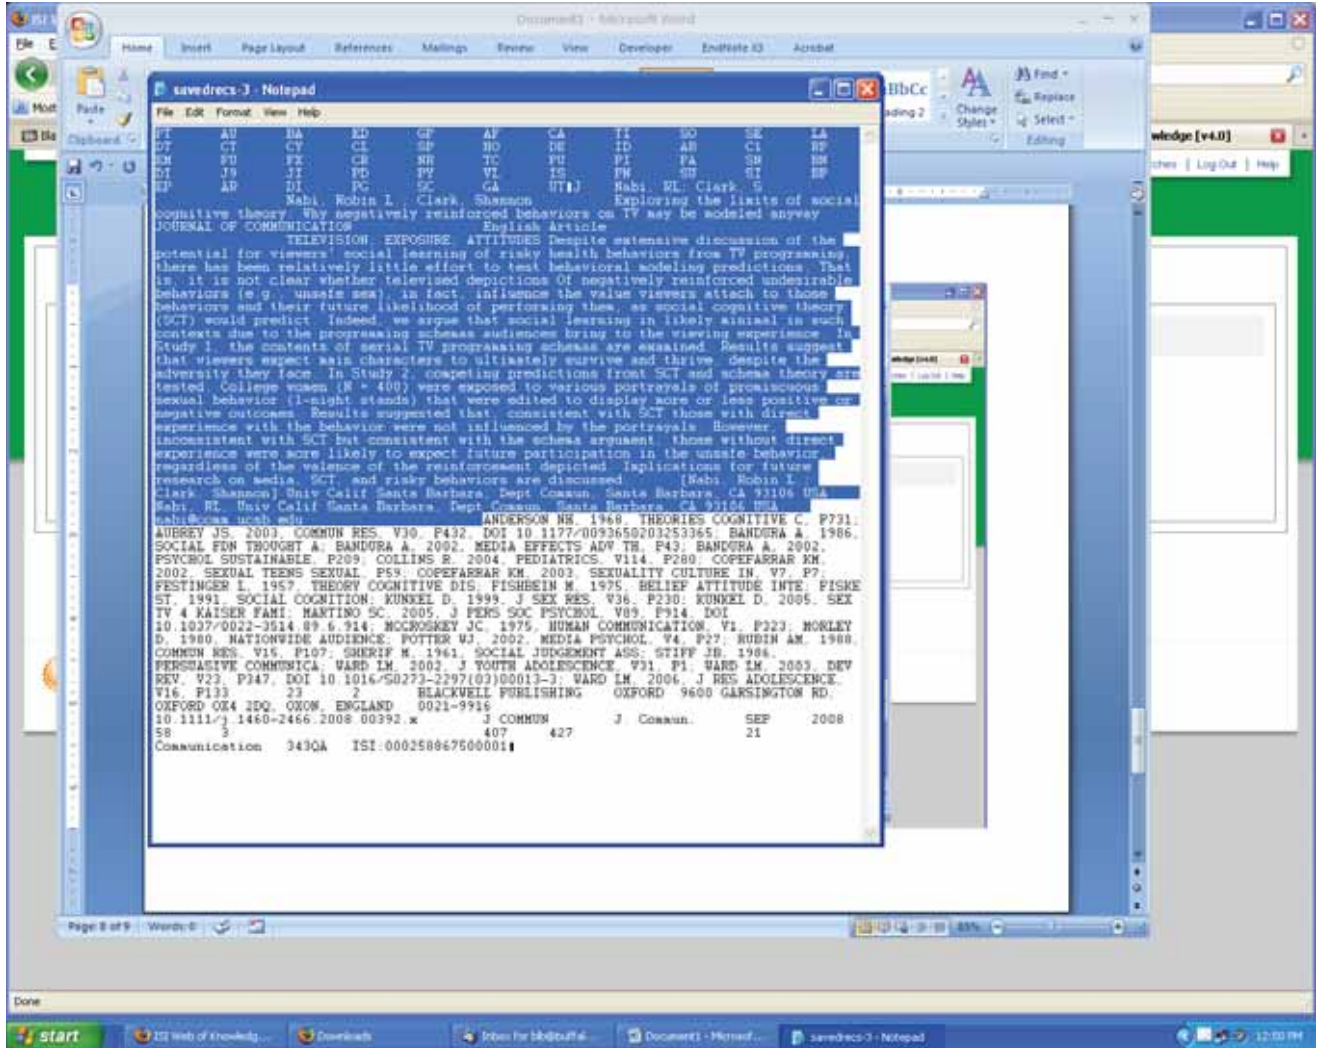 Document1 - Microsoft Word
File
Home Insert Page Layout References Mailings Review View Developer EndNote X3 Acrobat
Most
Paste
Clipboard
Change Styles
Find
Replace
Select
Editing
wledge [v4.0]
Log Out | Help
savedrecs-3 - Notepad
File Edit Format View Help
PT AU BA ED GP AF CA TI SO SE LA
DT CT CY CL SP HO DE ID AB C1 RP
EM FU FX CR NR TC PU PI PA SN BN
DI J9 JI PD PY VL IS PN SU SI BP
EP AR DI PG SC GA UT J Nabi, RL; Clark, S
Nabi, Robin L.; Clark, Shannon Exploring the limits of social
cognitive theory: Why negatively reinforced behaviors on TV may be modeled anyway
JOURNAL OF COMMUNICATION English Article
TELEVISION; EXPOSURE; ATTITUDES Despite extensive discussion of the
potential for viewers' social learning of risky health behaviors from TV programming,
there has been relatively little effort to test behavioral modeling predictions. That
is, it is not clear whether televised depictions Of negatively reinforced undesirable
behaviors (e.g., unsafe sex), in fact, influence the value viewers attach to those
behaviors and their future likelihood of performing them, as social cognitive theory
(SCT) would predict. Indeed, we argue that social learning in likely minimal in such
contexts due to the programming schemas audiences bring to the viewing experience. In
Study 1, the contents of serial TV programming schemas are examined. Results suggest
that viewers expect main characters to ultimately survive and thrive, despite the
adversity they face. In Study 2, competing predictions front SCT and schema theory are
tested. College women (N = 400) were exposed to various portrayals of promiscuous
sexual behavior (1-night stands) that were edited to display more or less positive or
negative outcomes. Results suggested that, consistent with SCT those with direct
experience with the behavior were not influenced by the portrayals. However,
inconsistent with SCT but consistent with the schema argument, those without direct
experience were more likely to expect future participation in the unsafe behavior,
regardless of the valence of the reinforcement depicted. Implications for future
research on media, SCT, and risky behaviors are discussed. [Nabi, Robin L.;
Clark, Shannon] Univ Calif Santa Barbara, Dept Commun, Santa Barbara, CA 93106 USA
Nabi, RL, Univ Calif Santa Barbara, Dept Commun, Santa Barbara, CA 93106 USA
nabi@comm.ucsb.edu ANDERSON NH, 1968, THEORIES COGNITIVE C, P731;
AUBREY JS, 2003, COMMUN RES, V30, P432, DOI 10.1177/0093650203253365; BANDURA A, 1986,
SOCIAL FDN THOUGHT A; BANDURA A, 2002, MEDIA EFFECTS ADV TH, P43; BANDURA A, 2002,
PSYCHOL SUSTAINABLE, P209; COLLINS R, 2004, PEDIATRICS, V114, P280; COPEFARRAR KM,
2002, SEXUAL TEENS SEXUAL, P59; COPEFARRAR KM, 2003, SEXUALITY CULTURE IN, V7, P7;
FESTINGER L, 1957, THEORY COGNITIVE DIS; FISHBEIN M, 1975, BELIEF ATTITUDE INTE; FISKE
ST, 1991, SOCIAL COGNITION; KUNKEL D, 1999, J SEX RES, V36, P230; KUNKEL D, 2005, SEX
TV 4 KAISER FAMI; MARTINO SC, 2005, J PERS SOC PSYCHOL, V89, P914, DOI
10.1037/0022-3514.89.6.914; MCCROSKEY JC, 1975, HUMAN COMMUNICATION, V1, P323; MORLEY
D, 1980, NATIONWIDE AUDIENCE; POTTER WJ, 2002, MEDIA PSYCHOL, V4, P27; RUBIN AM, 1988,
COMMUN RES, V15, P107; SHERIF M, 1961, SOCIAL JUDGEMENT ASS; STIFF JB, 1986,
PERSUASIVE COMMUNICA; WARD LM, 2002, J YOUTH ADOLESCENCE, V31, P1; WARD LM, 2003, DEV
REV, V23, P347, DOI 10.1016/S0273-2297(03)00013-3; WARD LM, 2006, J RES ADOLESCENCE,
V16, P133 23 2 BLACKWELL PUBLISHING OXFORD 9600 GARSINGTON RD,
OXFORD OX4 2DQ, OXON, ENGLAND 0021-9916
10.1111/j.1460-2466.2008.00392.x J COMMUN J. Commun. SEP 2008
58 3 407 427 21
Communication 343QA ISI:000258867500001
Page: 8 of 9 Words: 0 85%
Done
start ISI Web of Knowledg... Downloads Inbox for Document1 - Microsof... savedrecs-3 - Notepad 12:00 PM